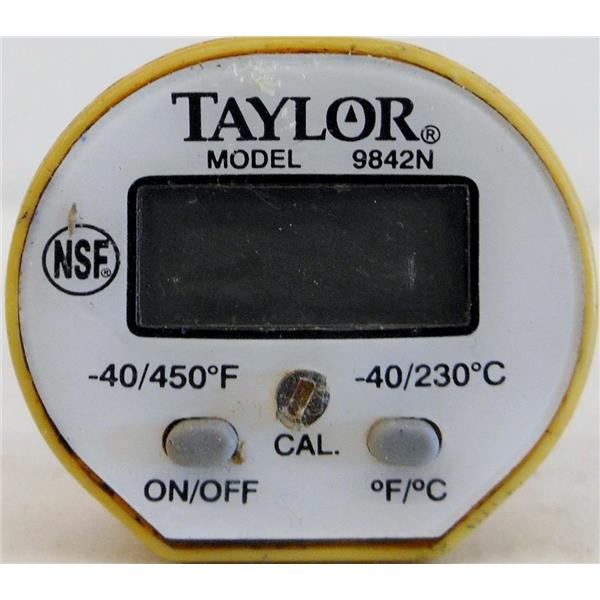 TAYLOR®
MODEL 9842N
NSF®
-40/450°F -40/230°C
CAL.
ON/OFF °F/°C